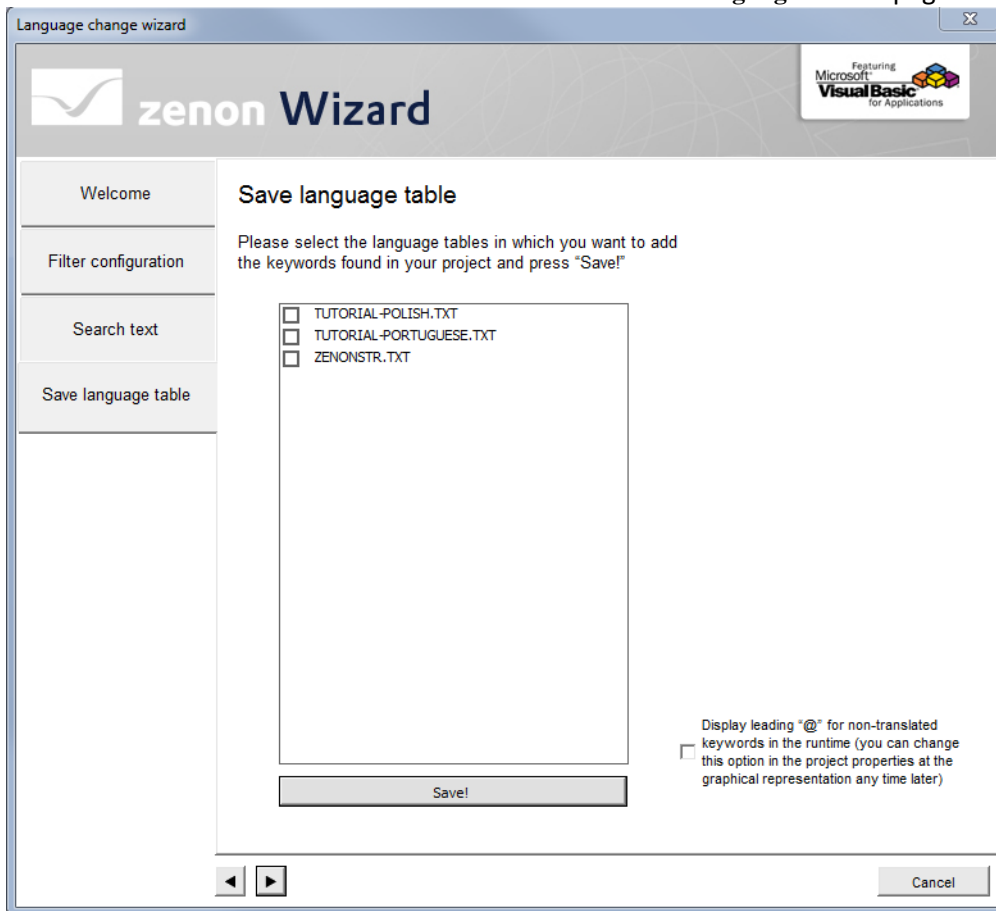 Language change wizard
zenon Wizard
Featuring
Microsoft®
Visual Basic®
for Applications
Welcome
Filter configuration
Search text
Save language table
Save language table
Please select the language tables in which you want to add
the keywords found in your project and press “Save!”
TUTORIAL-POLISH.TXT
TUTORIAL-PORTUGUESE.TXT
ZENONSTR.TXT
Save!
Display leading “@” for non-translated
keywords in the runtime (you can change
this option in the project properties at the
graphical representation any time later)
Cancel